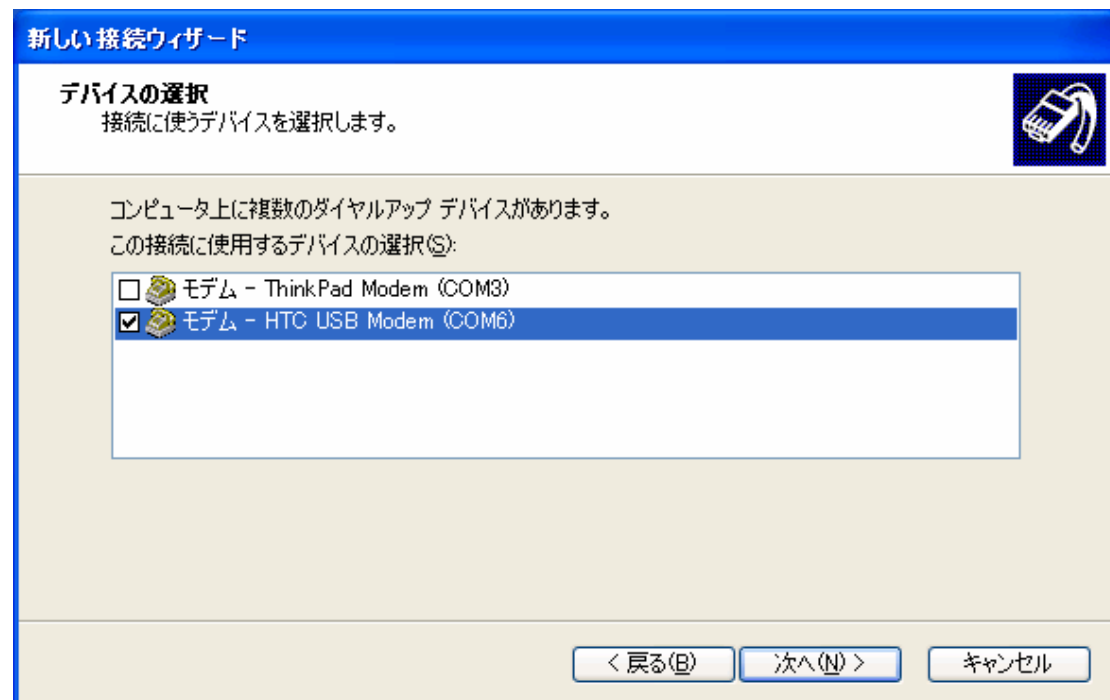 新しい接続ウィザード
デバイスの選択
接続に使うデバイスを選択します。
コンピュータ上に複数のダイヤルアップ デバイスがあります。
この接続に使用するデバイスの選択(S):
モデム - ThinkPad Modem (COM3)
モデム - HTC USB Modem (COM6)
< 戻る(B) 次へ(N) > キャンセル